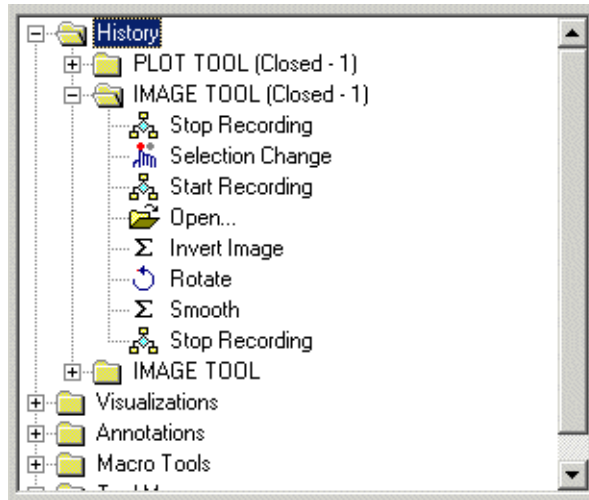 History
PLOT TOOL (Closed - 1)
IMAGE TOOL (Closed - 1)
Stop Recording
Selection Change
Start Recording
Open...
Invert Image
Rotate
Smooth
Stop Recording
IMAGE TOOL
Visualizations
Annotations
Macro Tools